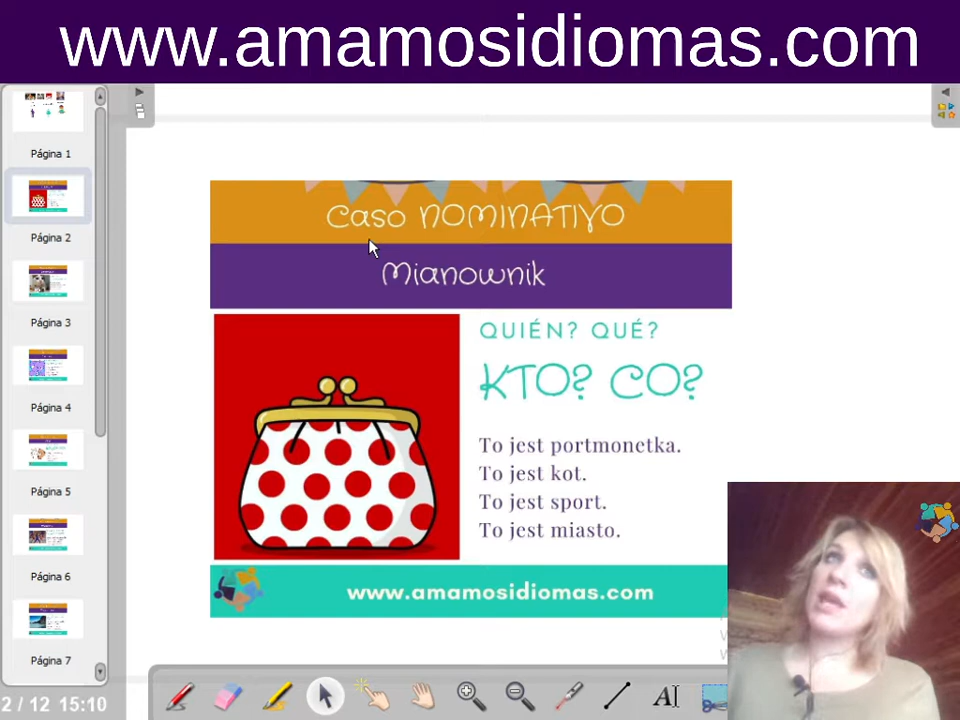 www.amamosidiomas.com
Página 1
Página 2
Página 3
Página 4
Página 5
Página 6
Página 7
Caso NOMINATIVO
Mianownik
QUIÉN? QUÉ?
KTO? CO?
To jest portmonetka.
To jest kot.
To jest sport.
To jest miasto.
www.amamosidiomas.com
2 / 12 15:10
AI